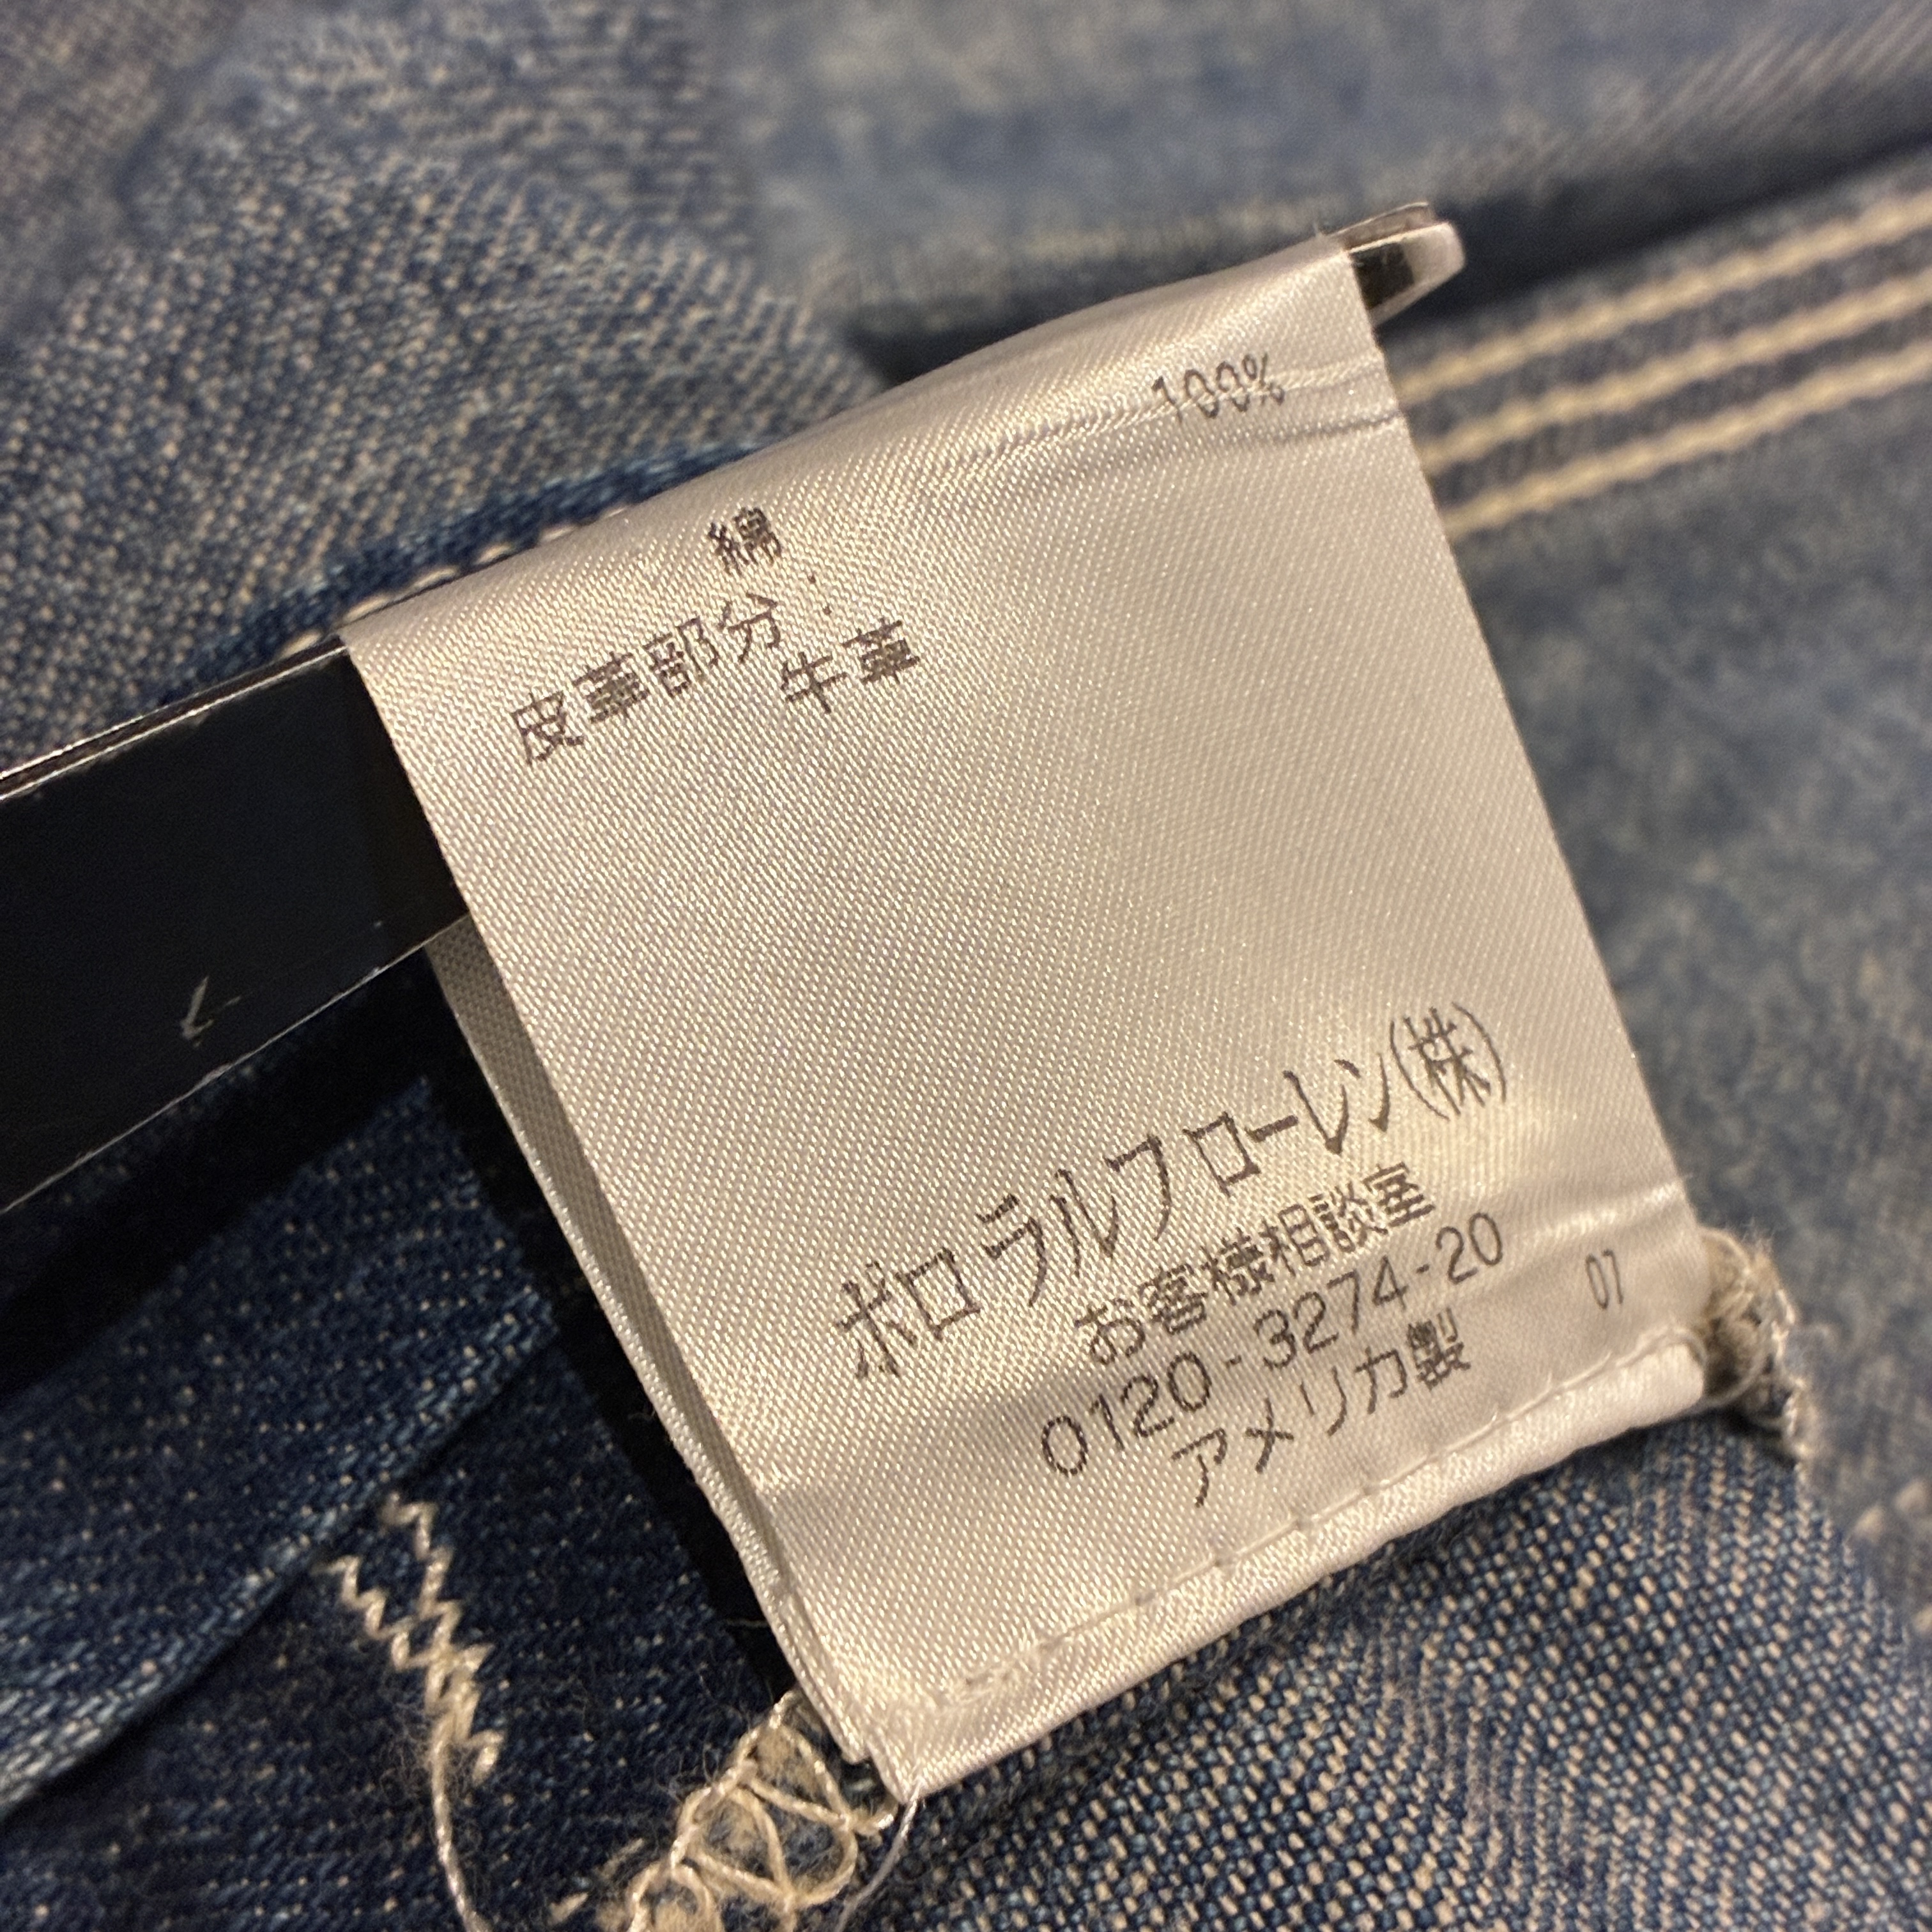 綿 100%
皮革部分:
牛革
ポロ ラルフ ローレン(株)
お客様相談室
0120-3274-20
アメリカ製
07